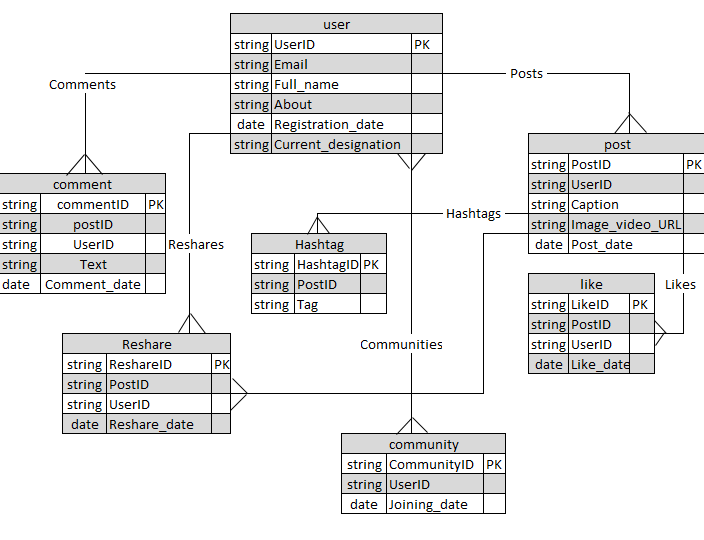 user
string UserID PK
string Email
string Full_name
string About
date Registration_date
string Current_designation
Comments
Posts
comment
string commentID PK
string postID
string UserID
string Text
date Comment_date
post
string PostID PK
string UserID
string Caption
string Image_video_URL
date Post_date
Reshares
Hashtags
Hashtag
string HashtagID PK
string PostID
string Tag
like
string LikeID PK
string PostID
string UserID
date Like_date
Likes
Communities
Reshare
string ReshareID PK
string PostID
string UserID
date Reshare_date
community
string CommunityID PK
string UserID
date Joining_date